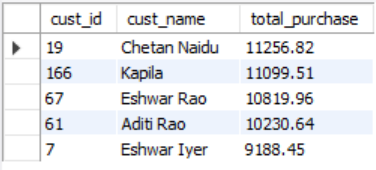 cust_id cust_name total_purchase
19 Chetan Naidu 11256.82
166 Kapila 11099.51
67 Eshwar Rao 10819.96
61 Aditi Rao 10230.64
7 Eshwar Iyer 9188.45